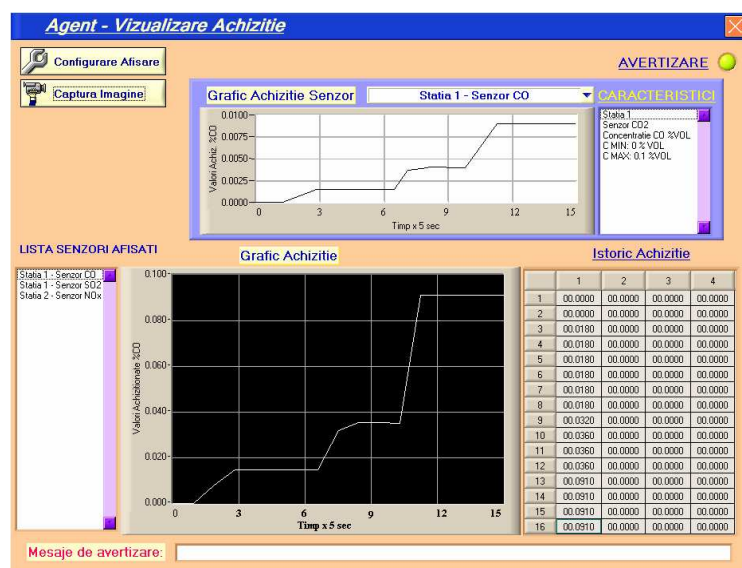 Agent - Vizualizare Achizitie
Configurare Afisare
AVERTIZARE
Captura Imagine
Grafic Achizitie Senzor
Statia 1 - Senzor CO
CARACTERISTICI
0.0100
0.0075
0.0050
0.0025
0.0000
Valori Achiz. %CO
0 3 6 9 12 15
Timp x 5 sec
Statia 1
Senzor CO2
Concentratie CO %VOL
C MIN: 0 % VOL
C MAX: 0.1 %VOL
LISTA SENZORI AFISATI
Grafic Achizitie
Istoric Achizitie
Statia 1 - Senzor CO
Statia 1 - Senzor SO2
Statia 2 - Senzor NOx
0.100
0.080
0.060
0.040
0.020
0.000
Valori Achizitionate %CO
0 3 6 9 12 15
Timp x 5 sec
1 2 3 4
1 00.0000 00.0000 00.0000 00.0000
2 00.0000 00.0000 00.0000 00.0000
3 00.0180 00.0000 00.0000 00.0000
4 00.0180 00.0000 00.0000 00.0000
5 00.0180 00.0000 00.0000 00.0000
6 00.0180 00.0000 00.0000 00.0000
7 00.0180 00.0000 00.0000 00.0000
8 00.0180 00.0000 00.0000 00.0000
9 00.0320 00.0000 00.0000 00.0000
10 00.0360 00.0000 00.0000 00.0000
11 00.0360 00.0000 00.0000 00.0000
12 00.0360 00.0000 00.0000 00.0000
13 00.0910 00.0000 00.0000 00.0000
14 00.0910 00.0000 00.0000 00.0000
15 00.0910 00.0000 00.0000 00.0000
16 00.0910 00.0000 00.0000 00.0000
Mesaje de avertizare: